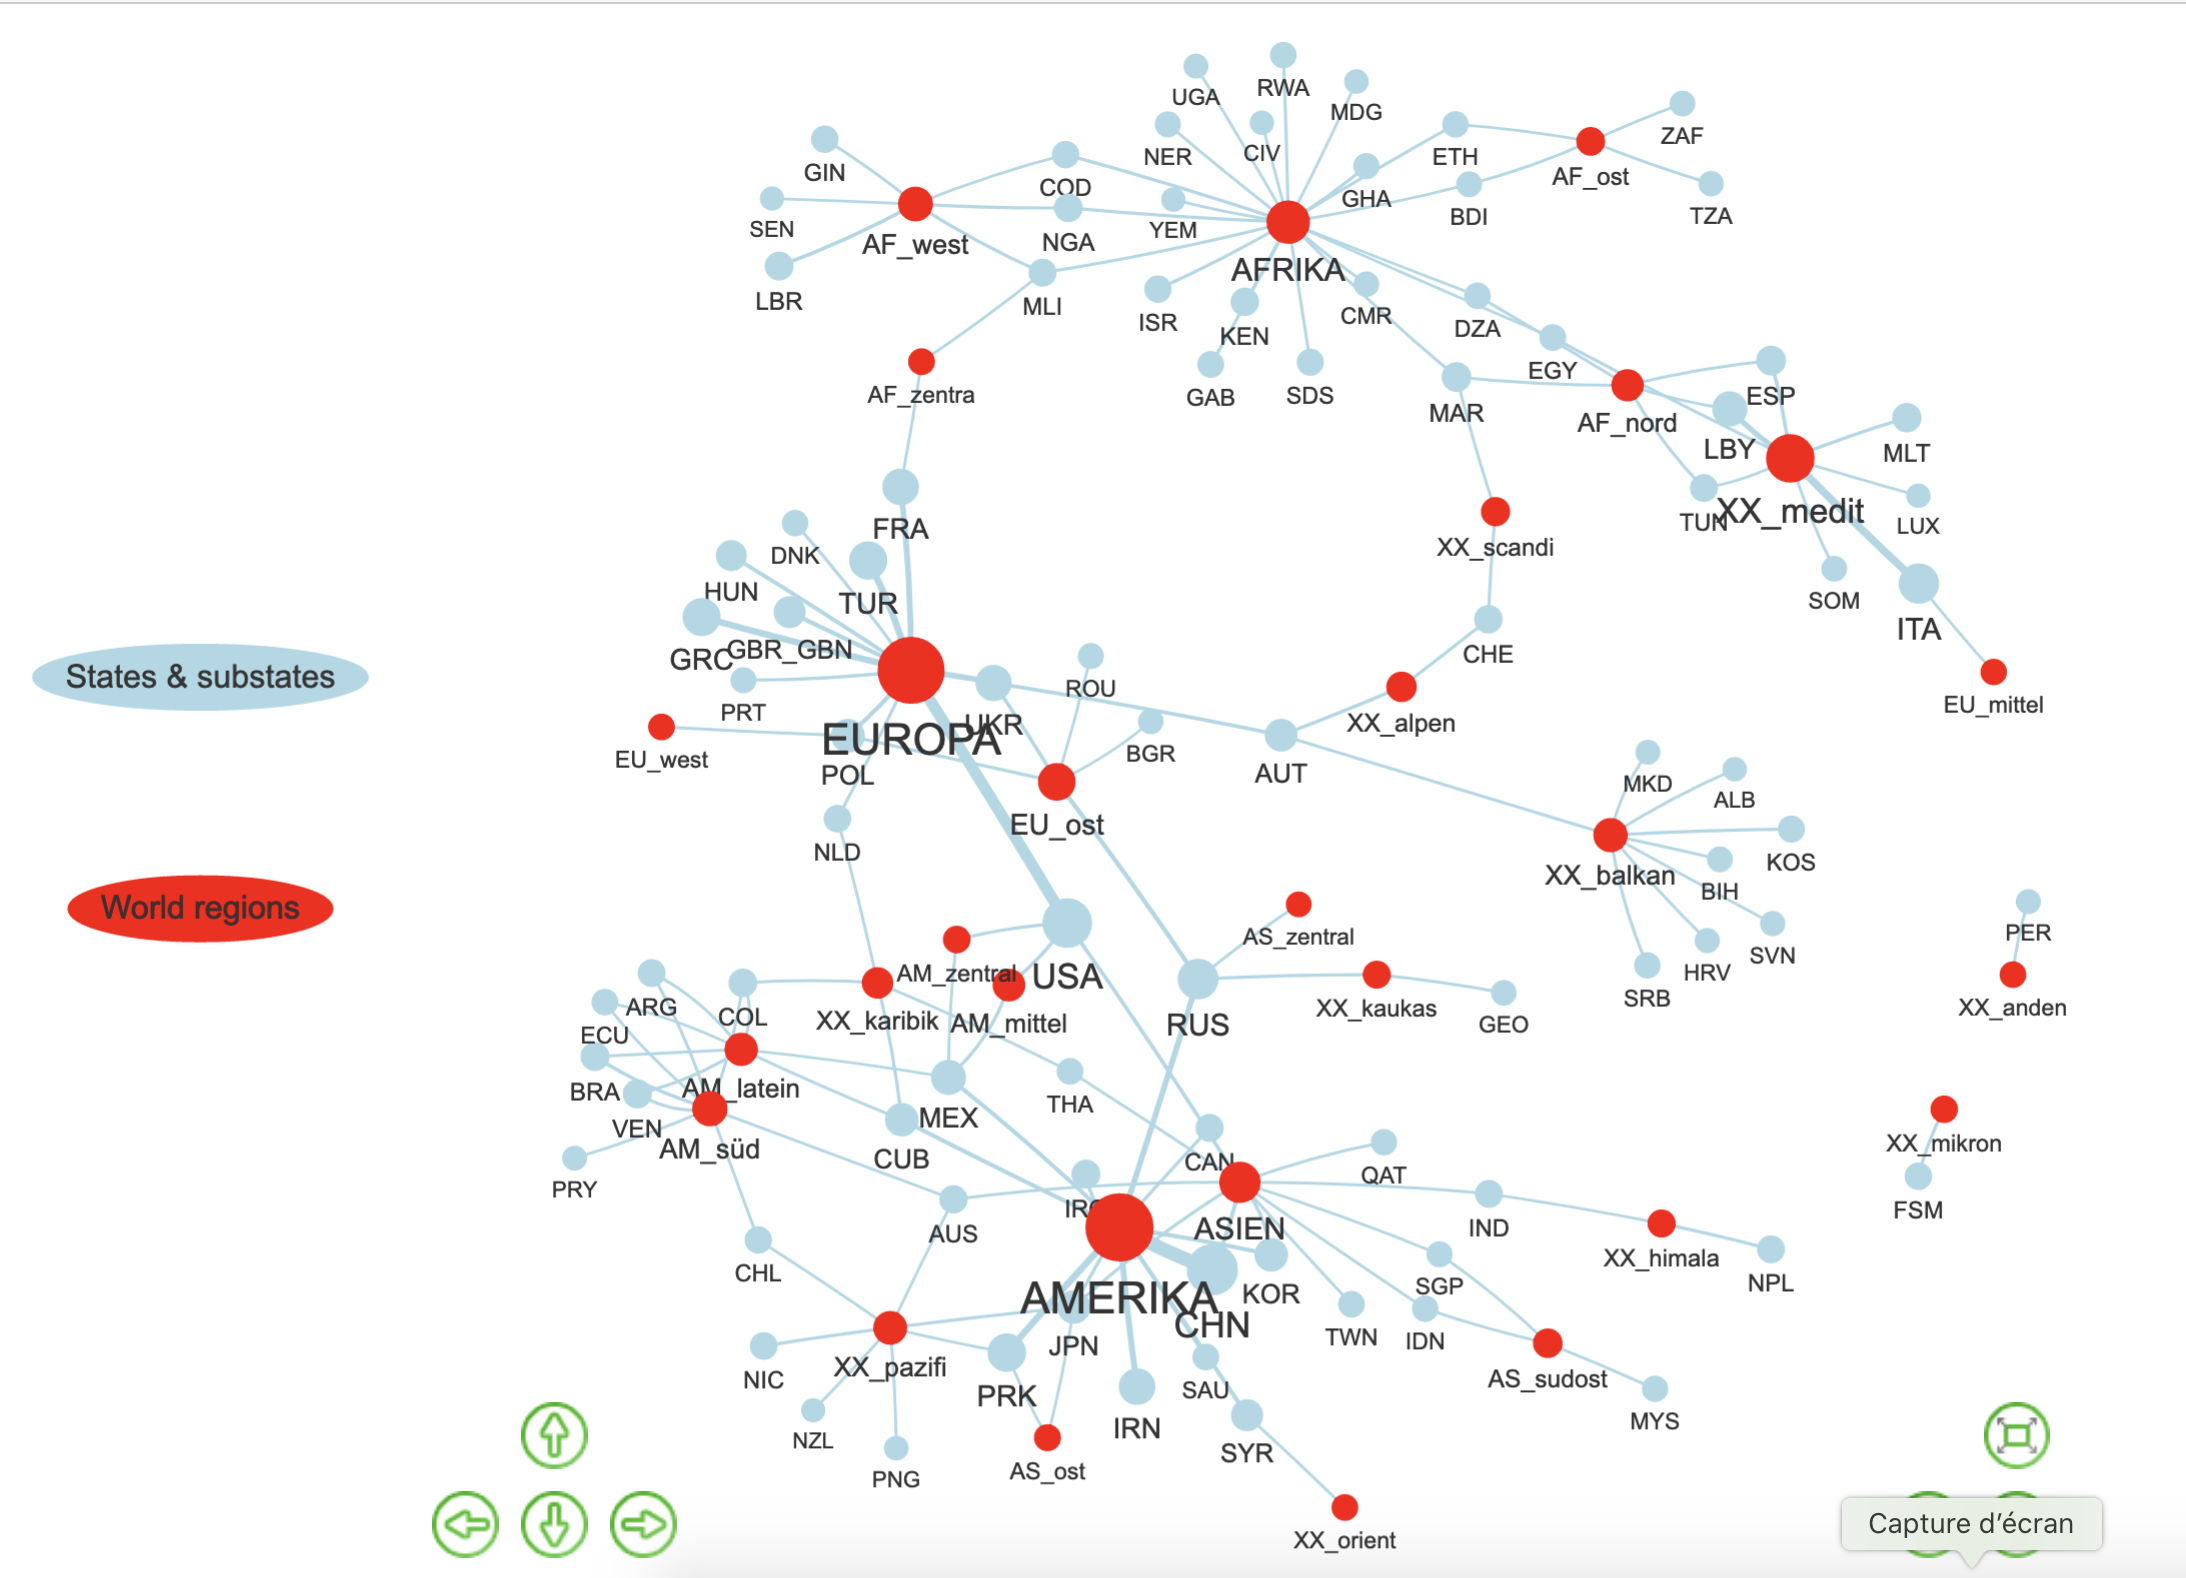 UGA
RWA
MDG
GIN
NER
CIV
ETH
ZAF
COD
GHA
AF_ost
SEN
AF_west
NGA
YEM
BDI
TZA
LBR
MLI
AFRIKA
ISR
KEN
CMR
DZA
EGY
AF_zentra
GAB
SDS
MAR
AF_nord
ESP
LBY
MLT
FRA
TUN
XX_medit
LUX
DNK
XX_scandi
HUN
TUR
SOM
ITA
GRC
GBR_GBN
CHE
States & substates
ROU
PRT
UKR
XX_alpen
EU_mittel
EUROPA
EU_west
POL
BGR
AUT
MKD
ALB
EU_ost
NLD
XX_balkan
BIH
KOS
World regions
AS_zentral
PER
AM_zentral
USA
HRV
SVN
ARG
COL
XX_karibik
AM_mittel
RUS
XX_kaukas
GEO
SRB
XX_anden
ECU
BRA
AM_latein
THA
MEX
VEN
AM_süd
CUB
CAN
QAT
XX_mikron
PRY
AUS
ASIEN
IND
FSM
CHL
XX_himala
NPL
AMERIKA
KOR
SGP
CHN
JPN
TWN
IDN
NIC
XX_pazifi
PRK
SAU
AS_sudost
NZL
IRN
MYS
PNG
AS_ost
SYR
XX_orient
Capture d’écran